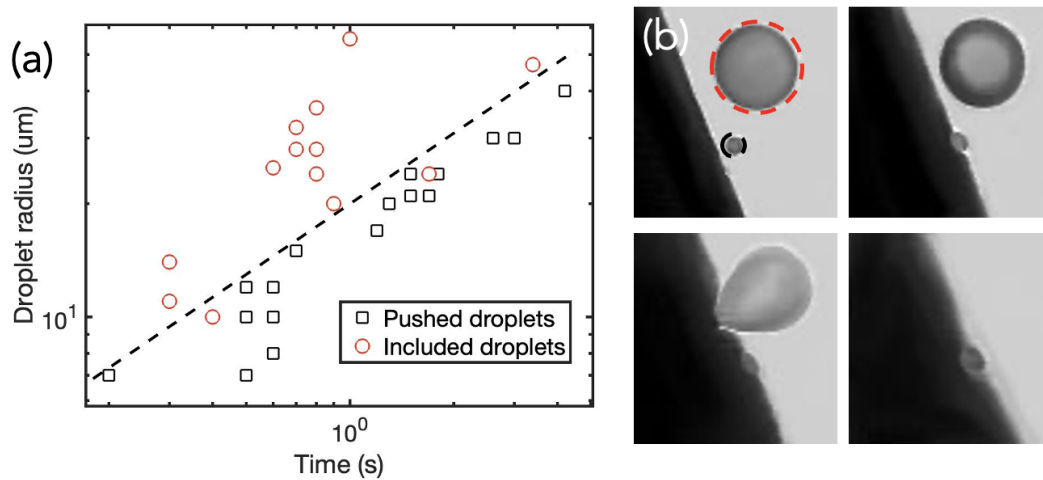 (a)
Droplet radius (um)
10¹
Pushed droplets
Included droplets
10⁰
Time (s)
(b)